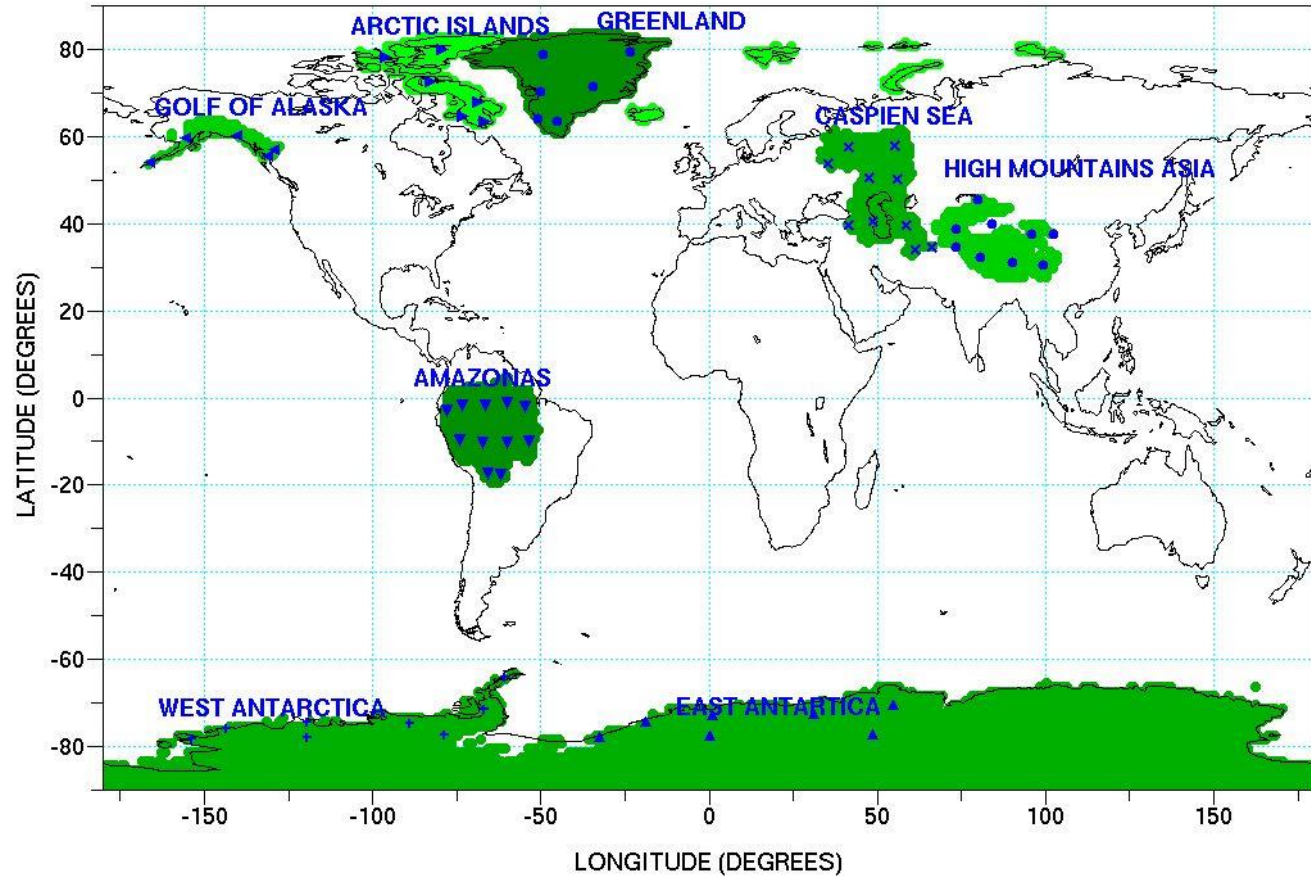 ARCTIC ISLANDS
GREENLAND
GOLF OF ALASKA
CASPIEN SEA
HIGH MOUNTAINS ASIA
AMAZONAS
WEST ANTARCTICA
EAST ANTARTICA
LATITUDE (DEGREES)
80
60
40
20
0
-20
-40
-60
-80
-150
-100
-50
0
50
100
150
LONGITUDE (DEGREES)